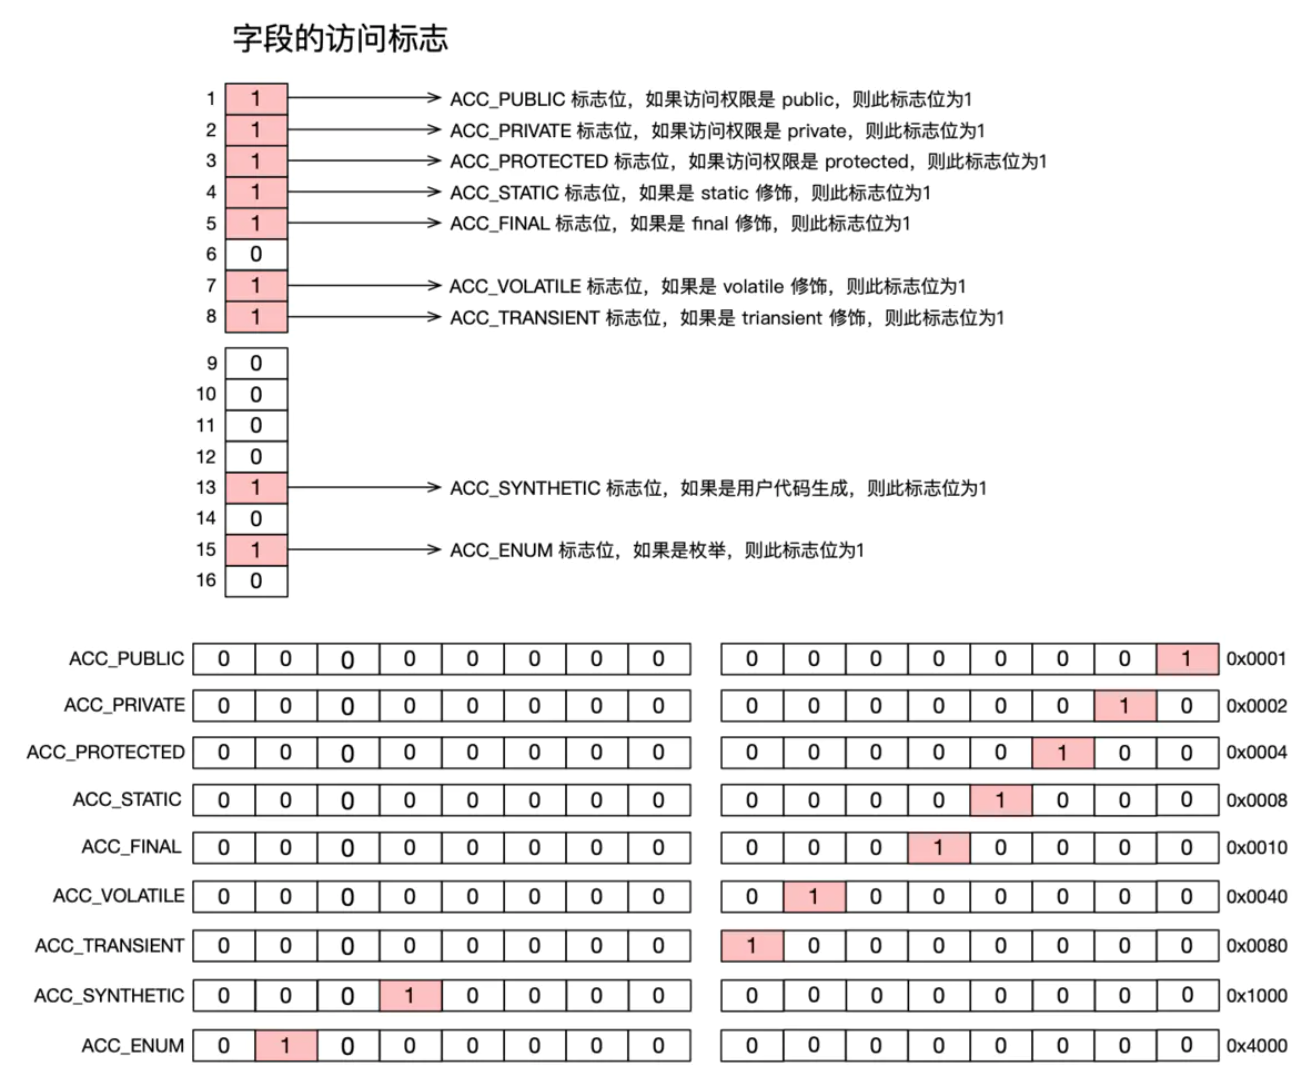 字段的访问标志
1 1 ACC_PUBLIC 标志位，如果访问权限是 public，则此标志位为1
2 1 ACC_PRIVATE 标志位，如果访问权限是 private，则此标志位为1
3 1 ACC_PROTECTED 标志位，如果访问权限是 protected，则此标志位为1
4 1 ACC_STATIC 标志位，如果是 static 修饰，则此标志位为1
5 1 ACC_FINAL 标志位，如果是 final 修饰，则此标志位为1
6 0
7 1 ACC_VOLATILE 标志位，如果是 volatile 修饰，则此标志位为1
8 1 ACC_TRANSIENT 标志位，如果是 triansient 修饰，则此标志位为1
9 0
10 0
11 0
12 0
13 1 ACC_SYNTHETIC 标志位，如果是用户代码生成，则此标志位为1
14 0
15 1 ACC_ENUM 标志位，如果是枚举，则此标志位为1
16 0
ACC_PUBLIC 0 0 0 0 0 0 0 0 0 0 0 0 0 0 0 1 0x0001
ACC_PRIVATE 0 0 0 0 0 0 0 0 0 0 0 0 0 0 1 0 0x0002
ACC_PROTECTED 0 0 0 0 0 0 0 0 0 0 0 0 0 1 0 0 0x0004
ACC_STATIC 0 0 0 0 0 0 0 0 0 0 0 0 1 0 0 0 0x0008
ACC_FINAL 0 0 0 0 0 0 0 0 0 0 0 1 0 0 0 0 0x0010
ACC_VOLATILE 0 0 0 0 0 0 0 0 0 1 0 0 0 0 0 0 0x0040
ACC_TRANSIENT 0 0 0 0 0 0 0 0 1 0 0 0 0 0 0 0 0x0080
ACC_SYNTHETIC 0 0 0 1 0 0 0 0 0 0 0 0 0 0 0 0 0x1000
ACC_ENUM 0 1 0 0 0 0 0 0 0 0 0 0 0 0 0 0 0x4000